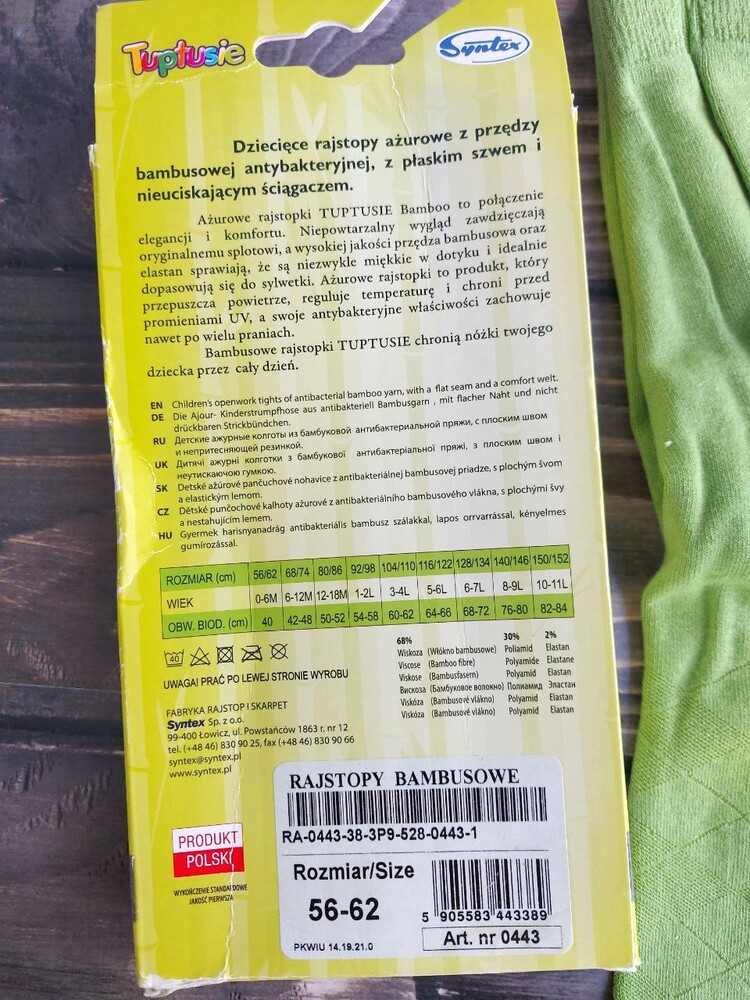 Tuptusie
Syntex
Dziecięce rajstopy ażurowe z przędzy
bambusowej antybakteryjnej, z płaskim szwem i
nieuciskającym ściągaczem.
Ażurowe rajstopki TUPTUSIE Bamboo to połączenie
elegancji i komfortu. Niepowtarzalny wygląd zawdzięczają
oryginalnemu splotowi, a wysokiej jakości przędza bambusowa oraz
elastan sprawiają, że są niezwykle miękkie w dotyku i idealnie
dopasowują się do sylwetki. Ażurowe rajstopki to produkt, który
przepuszcza powietrze, reguluje temperaturę i chroni przed
promieniami UV, a swoje antybakteryjne właściwości zachowuje
nawet po wielu praniach.
Bambusowe rajstopki TUPTUSIE chronią nóżki twojego
dziecka przez cały dzień.
EN Children's openwork tights of antibacterial bamboo yarn, with a flat seam and a comfort welt.
DE Die Ajour- Kinderstrumpfhose aus antibakteriell Bambusgarn , mit flacher Naht und nicht
drückbaren Strickbündchen.
RU Детские ажурные колготы из бамбуковой антибактериальной пряжи, с плоским швом
и непритесняющей резинкой.
UK Дитячі ажурні колготки з бамбукової антибактеріальної пряжі, з плоским швом і
неутискаючою гумкою.
SK Detské ažúrové pančuchové nohavice z antibakteriálnej bambusovej priadze, s plochým švom
a elastickým lemom.
CZ Dětské punčochové kalhoty ažurové z antibakteriálního bambusového vlákna, s plochými švy
a nestahujícím lemem.
HU Gyermek harisnyanadrág antibakteriális bambusz szálakkal, lapos orrvarrással, kényelmes
gumírozással.
ROZMIAR (cm) 56/62 68/74 80/86 92/98 104/110 116/122 128/134 140/146 150/152
WIEK 0-6M 6-12M 12-18M 1-2L 3-4L 5-6L 6-7L 8-9L 10-11L
OBW. BIOD. (cm) 40 42-48 50-52 54-58 60-62 64-66 68-72 76-80 82-84
40
UWAGA! PRAĆ PO LEWEJ STRONIE WYROBU
68% 30% 2%
Wiskoza (Włókno bambusowe) Poliamid Elastan
Viscose (Bamboo fibre) Polyamide Elastane
Viskose (Bambusfasern) Polyamid Elastan
Вискоза (Бамбуковое волокно) Полиамид Эластан
Viskóza (Bambusové vlákno) Polyamid Elastan
Viskóza (Bambusové vlákno) Polyamid Elastan
FABRYKA RAJSTOP I SKARPET
Syntex Sp. z o.o.
99-400 Łowicz, ul. Powstańców 1863 r. nr 12
tel. (+48 46) 830 90 25, fax (+48 46) 830 90 66
syntex@syntex.pl
www.syntex.pl
PRODUKT
POLSKI
WYKOŃCZENIE STANDARDOWE
JAKOŚĆ PIERWSZA
RAJSTOPY BAMBUSOWE
RA-0443-38-3P9-528-0443-1
Rozmiar/Size
56-62
5 905583 443389
PKWIU 14.19.21.0
Art. nr 0443